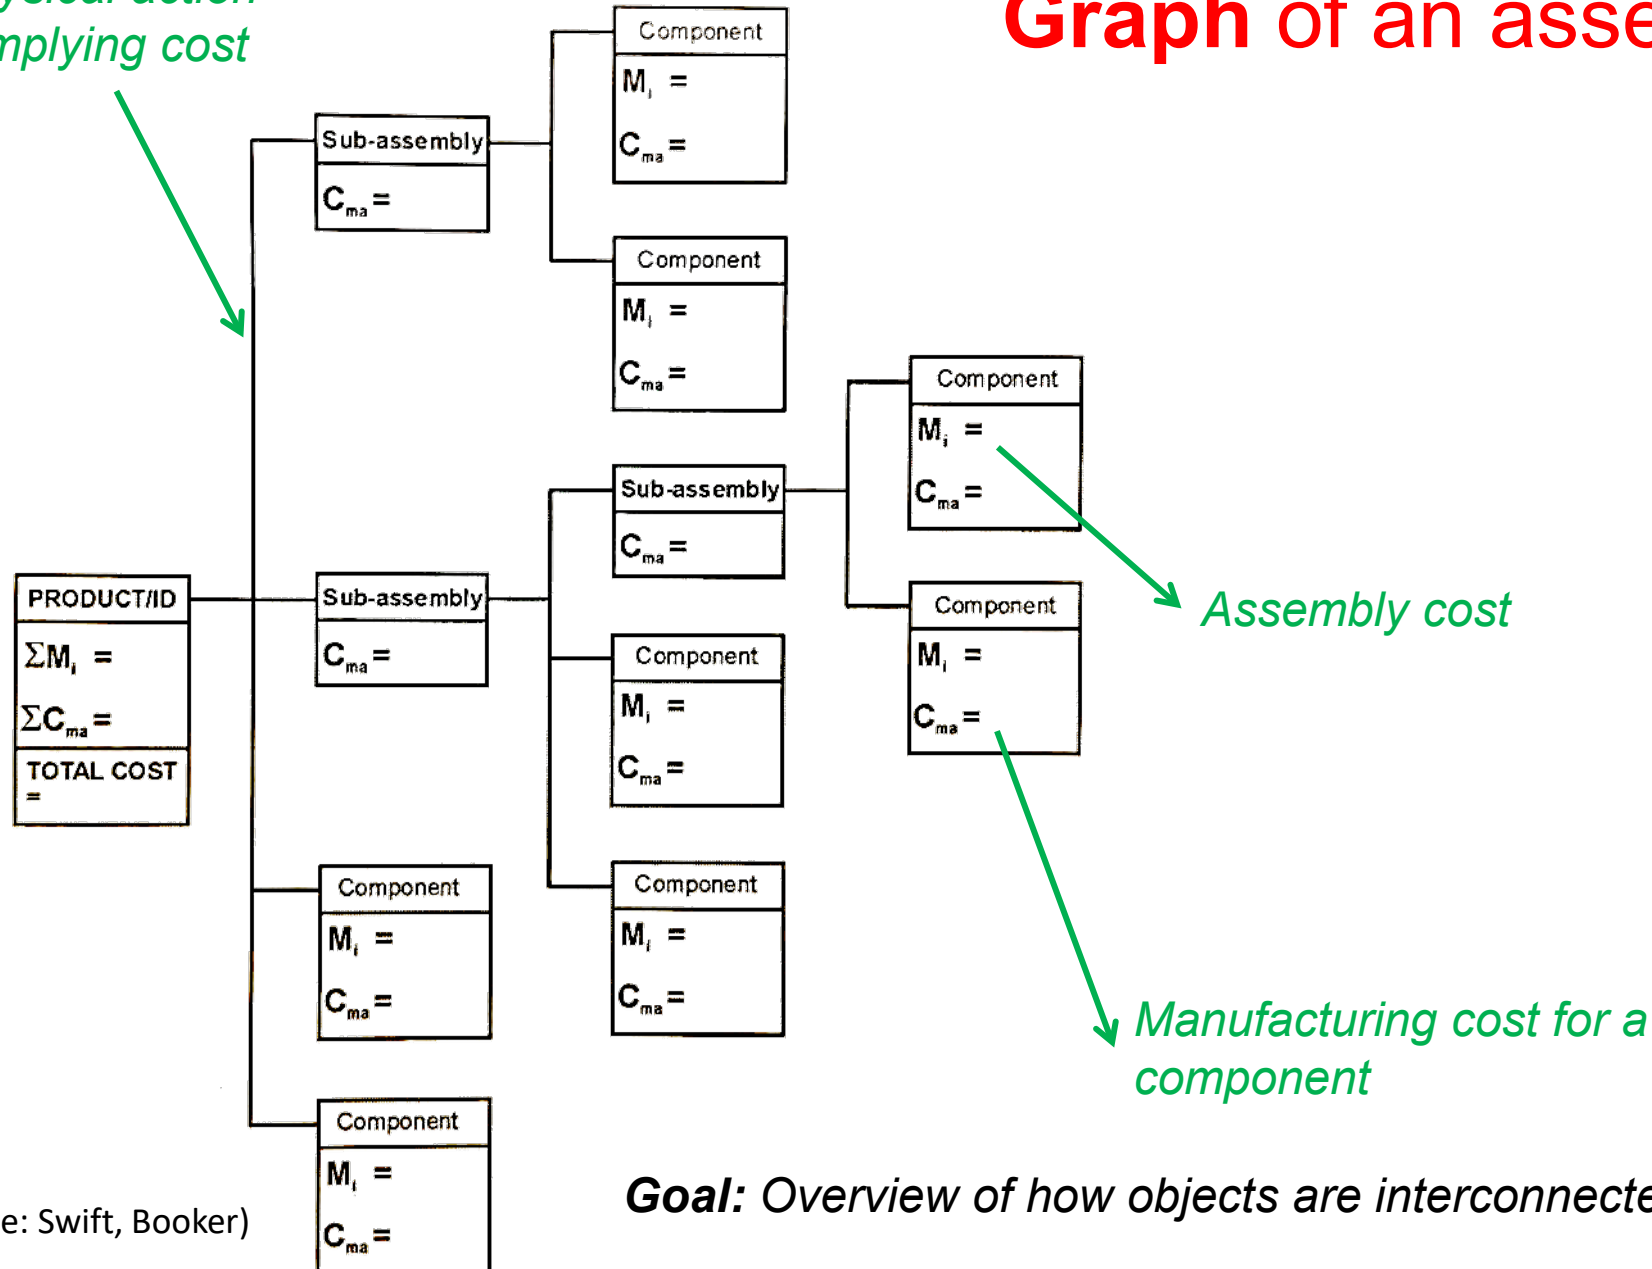 mplying cost
Graph of an asse
Component
M i =
C ma =
Sub-assembly
C ma =
Component
M i =
C ma =
Component
M i =
C ma =
Sub-assembly
C ma =
Component
M i =
C ma =
Assembly cost
PRODUCT/ID
ΣM i =
ΣC ma =
TOTAL COST
=
Sub-assembly
C ma =
Component
M i =
C ma =
Component
M i =
C ma =
Component
M i =
C ma =
Manufacturing cost for a
component
Component
M i =
C ma =
Goal: Overview of how objects are interconnecte
e: Swift, Booker)